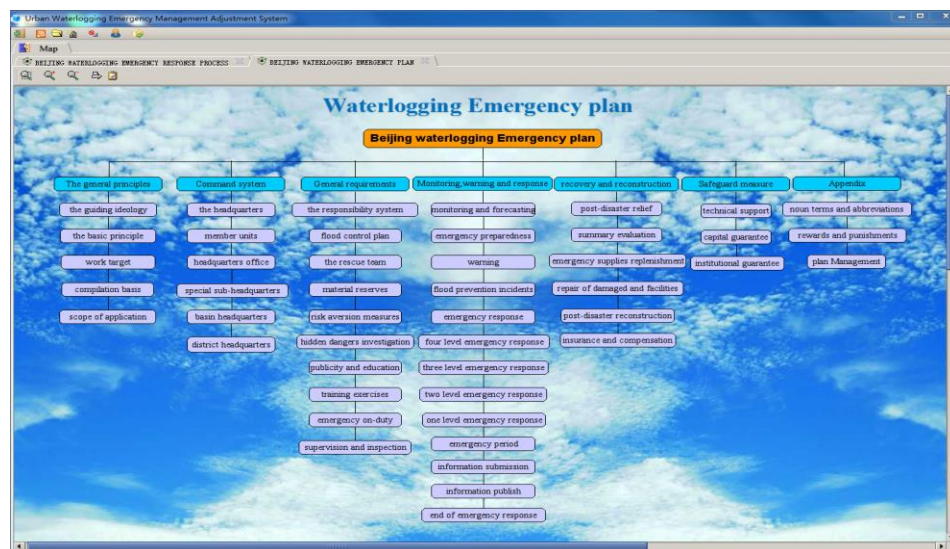 Urban Waterlogging Emergency Management Adjustment System
Map
BEIJING WATERLOGGING EMERGENCY RESPONSE PROCESS
BEIJING WATERLOGGING EMERGENCY PLAN
Waterlogging Emergency plan
Beijing waterlogging Emergency plan
The general principles
the guiding ideology
the basic principle
work target
compilation basis
scope of application
Command system
the headquarters
member units
headquarters office
special sub-headquarters
basin headquarters
district headquarters
General requirements
the responsibility system
flood control plan
the rescue team
material reserves
risk aversion measures
hidden dangers investigation
publicity and education
training exercises
emergency on-duty
supervision and inspection
Monitoring,warning and response
monitoring and forecasting
emergency preparedness
warning
flood prevention incidents
emergency response
four level emergency response
three level emergency response
two level emergency response
one level emergency response
emergency period
information submission
information publish
end of emergency response
recovery and reconstruction
post-disaster relief
summary evaluation
emergency supplies replenishment
repair of damaged and facilities
post-disaster reconstruction
insurance and compensation
Safeguard measure
technical support
capital guarantee
institutional guarantee
Appendix
noun terms and abbreviations
rewards and punishments
plan Management